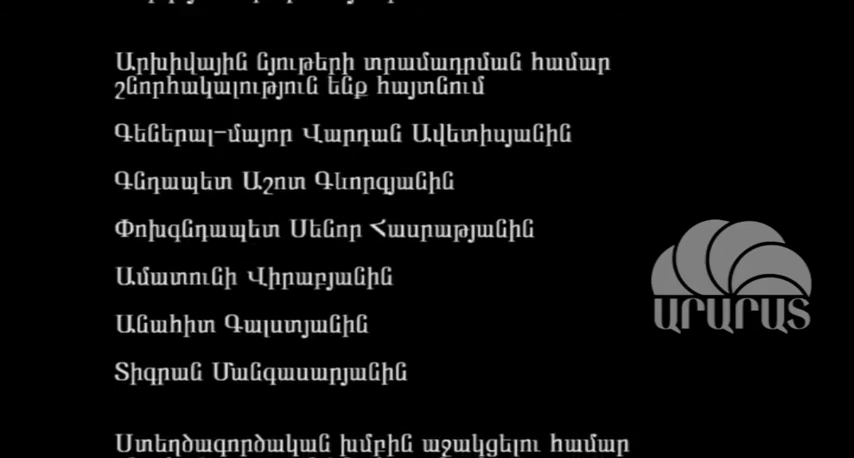 Արխիվային նյութերի տրամադրման համար
շնորհակալություն ենք հայտնում
Գեներալ-մայոր Վարդան Ավետիսյանին
Գնդապետ Աշոտ Գևորգյանին
Փոխգնդապետ Սենոր Հասրաթյանին
Ամատունի Վիրաբյանին
Անահիտ Գալստյանին
Տիգրան Մանգասարյանին
ԱՐԱՐԱՏ
Ստեղծագործական խմբին աջակցելու համար